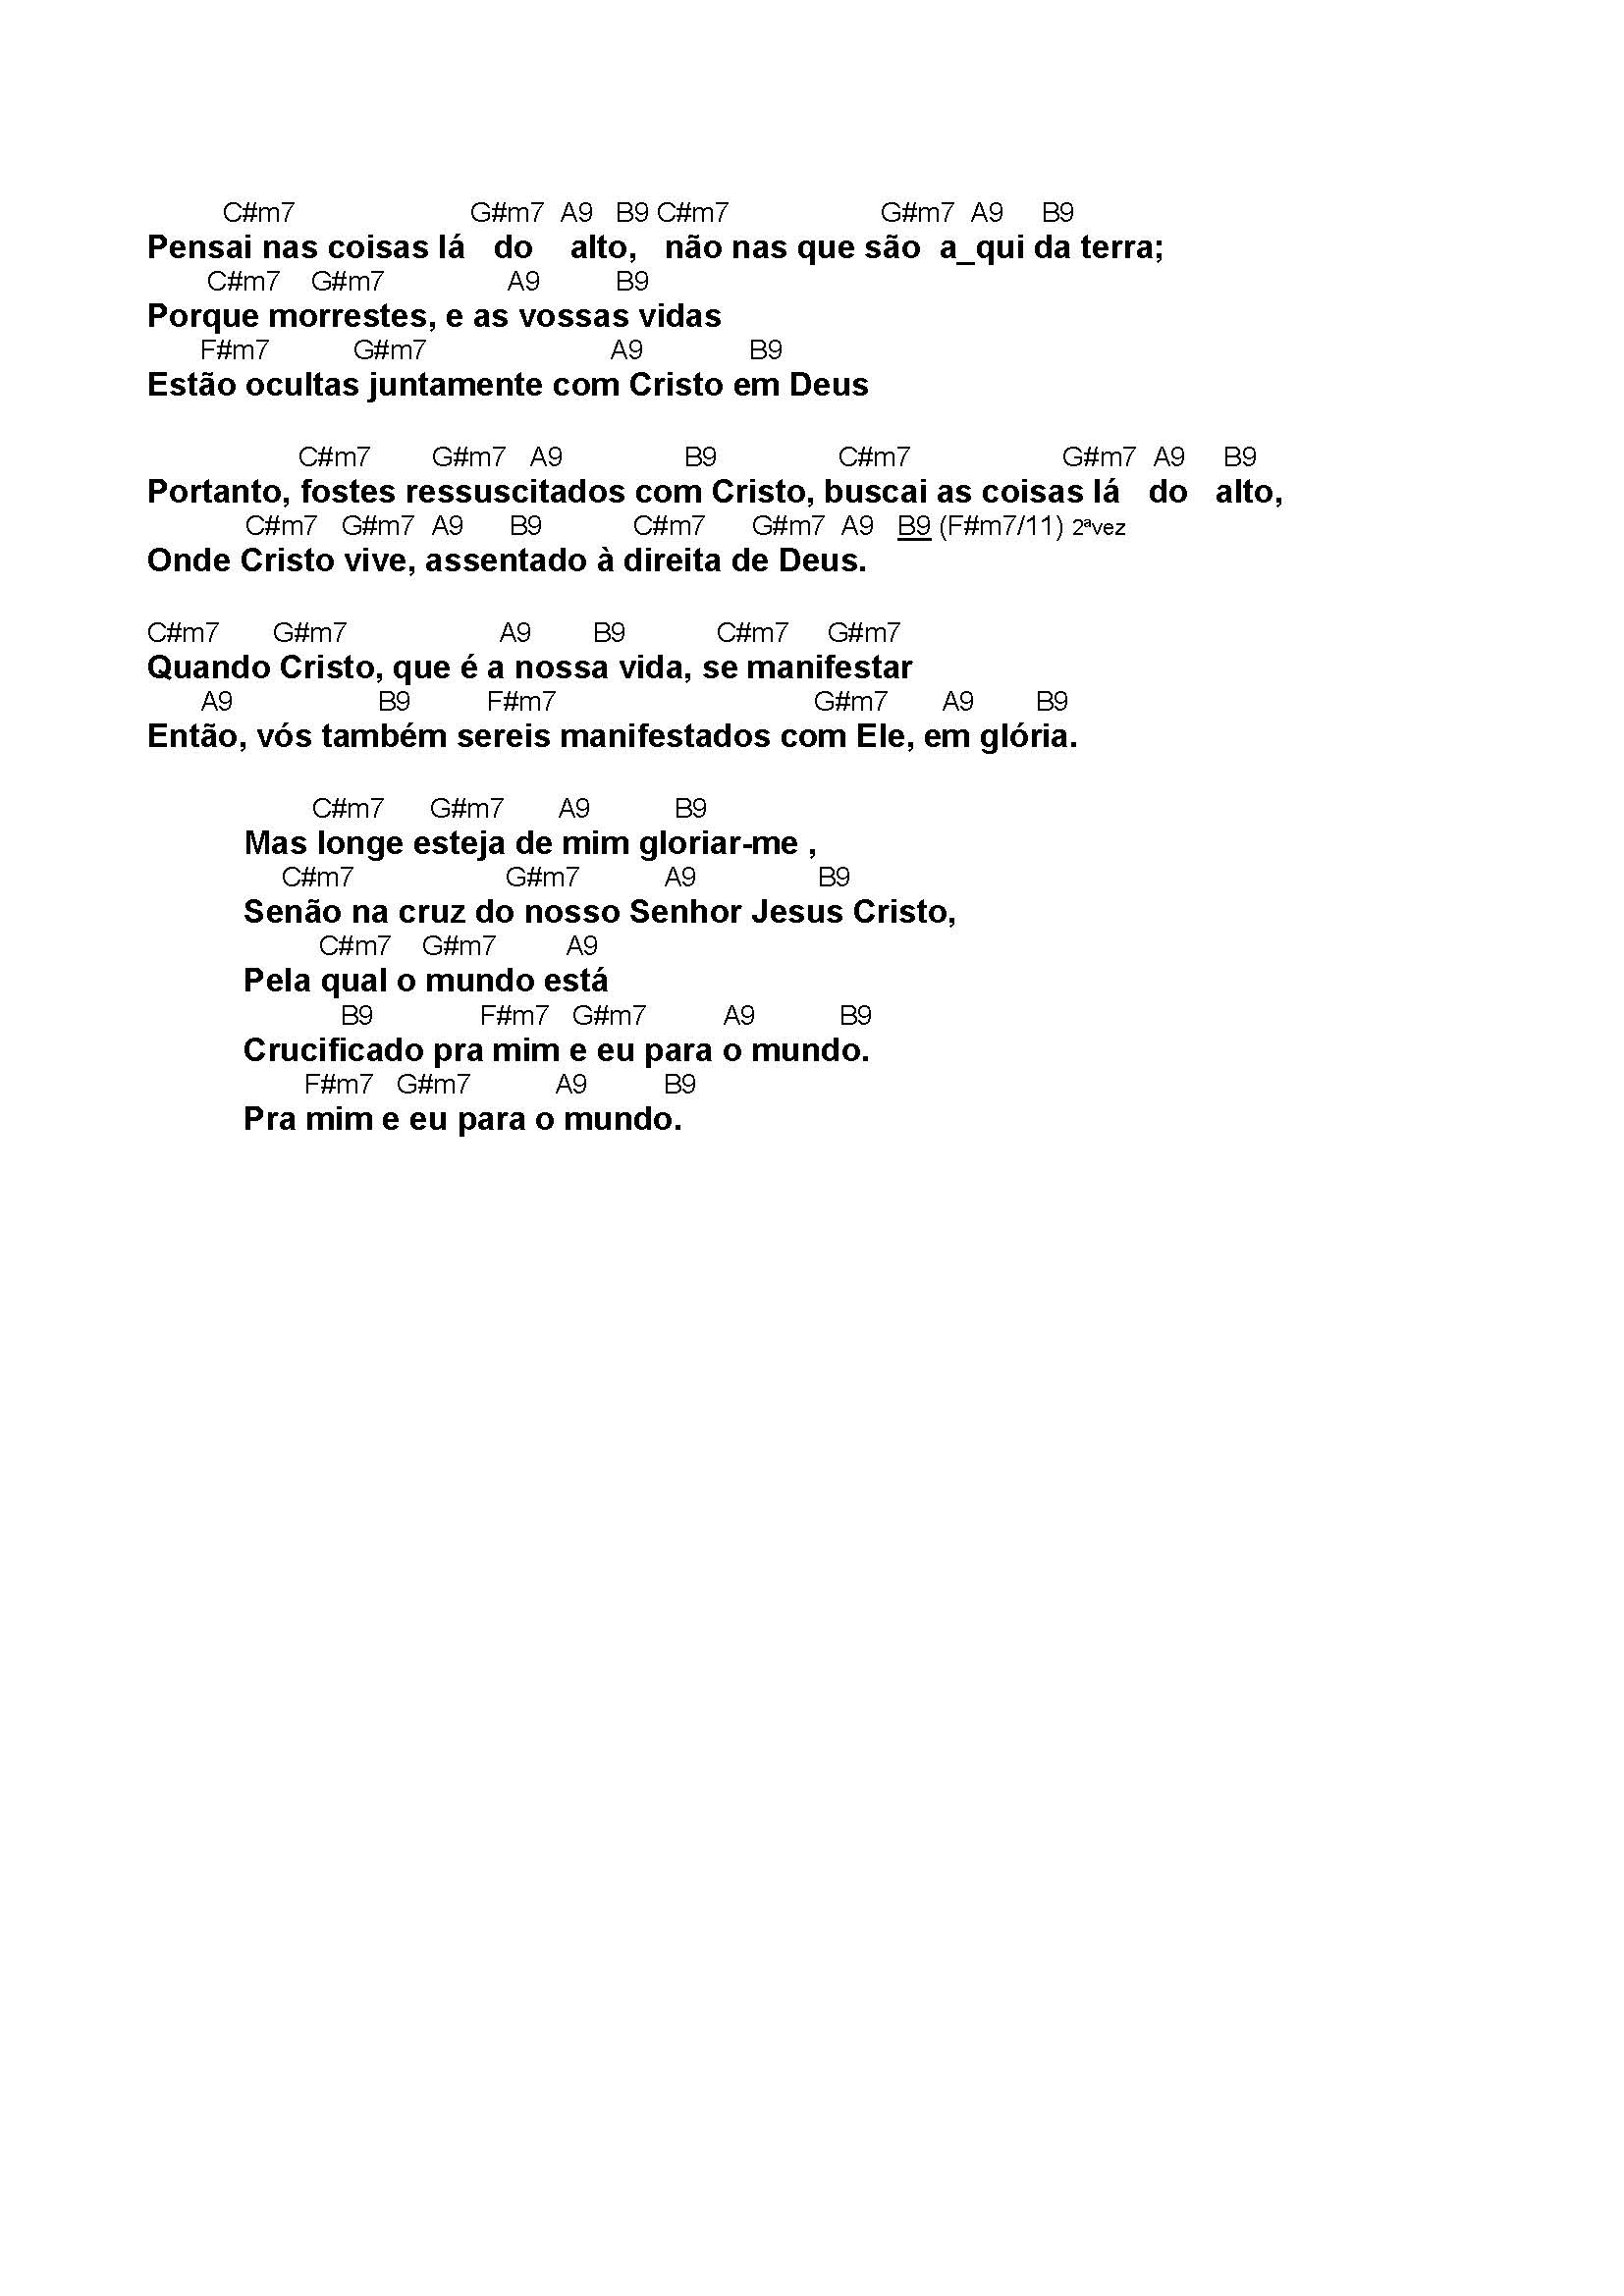 C#m7 G#m7 A9 B9 C#m7 G#m7 A9 B9
Pensai nas coisas lá do alto, não nas que são a_qui da terra;
C#m7 G#m7 A9 B9
Porque morrestes, e as vossas vidas
F#m7 G#m7 A9 B9
Estão ocultas juntamente com Cristo em Deus
C#m7 G#m7 A9 B9 C#m7 G#m7 A9 B9
Portanto, fostes ressuscitados com Cristo, buscai as coisas lá do alto,
C#m7 G#m7 A9 B9 C#m7 G#m7 A9 B9 (F#m7/11) 2ªvez
Onde Cristo vive, assentado à direita de Deus.
C#m7 G#m7 A9 B9 C#m7 G#m7
Quando Cristo, que é a nossa vida, se manifestar
A9 B9 F#m7 G#m7 A9 B9
Então, vós também sereis manifestados com Ele, em glória.
C#m7 G#m7 A9 B9
Mas longe esteja de mim gloriar-me ,
C#m7 G#m7 A9 B9
Senão na cruz do nosso Senhor Jesus Cristo,
C#m7 G#m7 A9
Pela qual o mundo está
B9 F#m7 G#m7 A9 B9
Crucificado pra mim e eu para o mundo.
F#m7 G#m7 A9 B9
Pra mim e eu para o mundo.